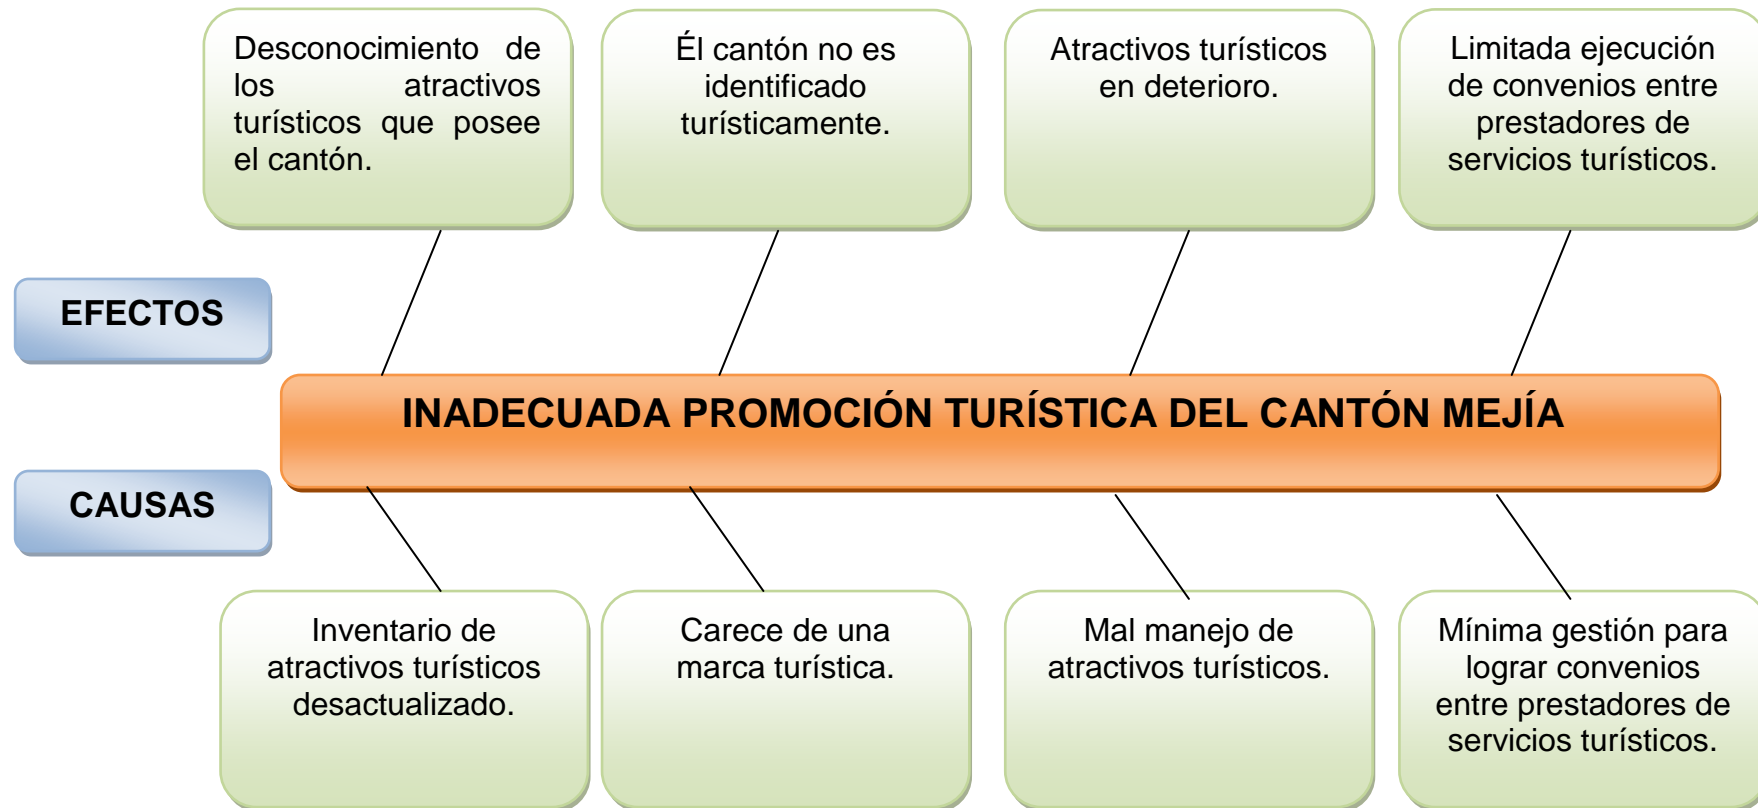 Desconocimiento de
los atractivos
turísticos que posee
el cantón.
Él cantón no es
identificado
turísticamente.
Atractivos turísticos
en deterioro.
Limitada ejecución
de convenios entre
prestadores de
servicios turísticos.
EFECTOS
INADECUADA PROMOCIÓN TURÍSTICA DEL CANTÓN MEJÍA
CAUSAS
Inventario de
atractivos turísticos
desactualizado.
Carece de una
marca turística.
Mal manejo de
atractivos turísticos.
Mínima gestión para
lograr convenios
entre prestadores de
servicios turísticos.